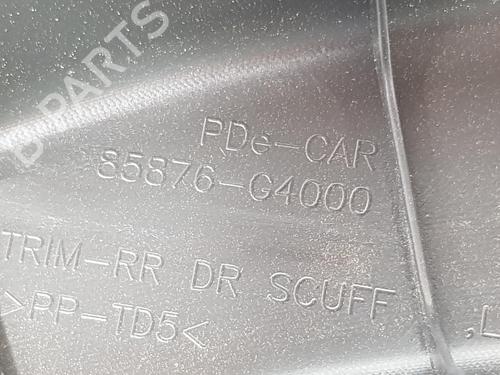 B-PARTS
PDe-CAR
85876-G4000
TRIM-RR DR SCUFF
>PP-TD5<